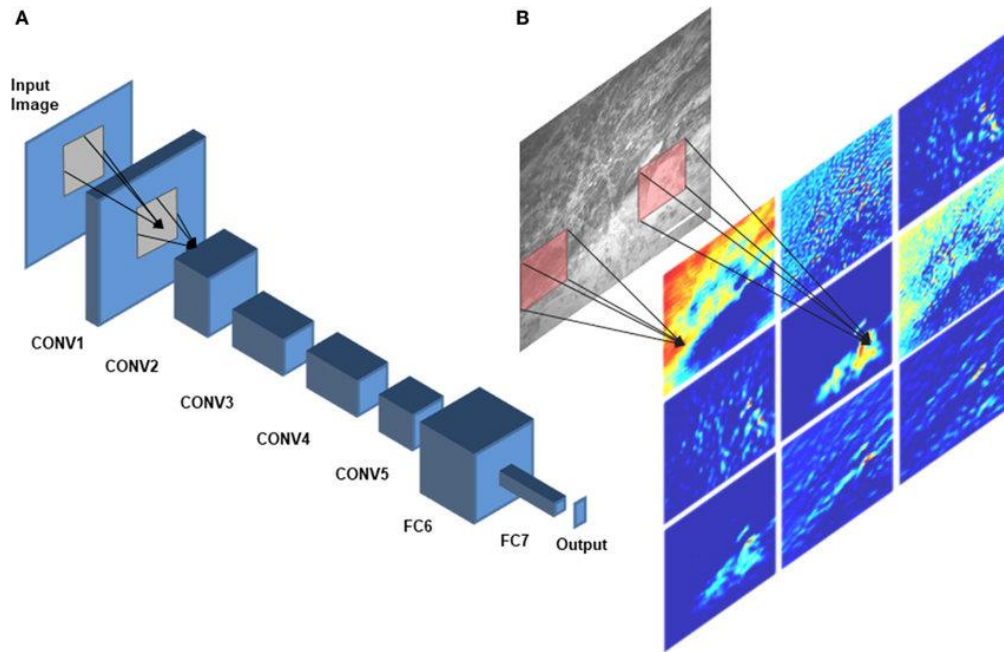 A
B
Input
Image
CONV1
CONV2
CONV3
CONV4
CONV5
FC6
FC7
Output